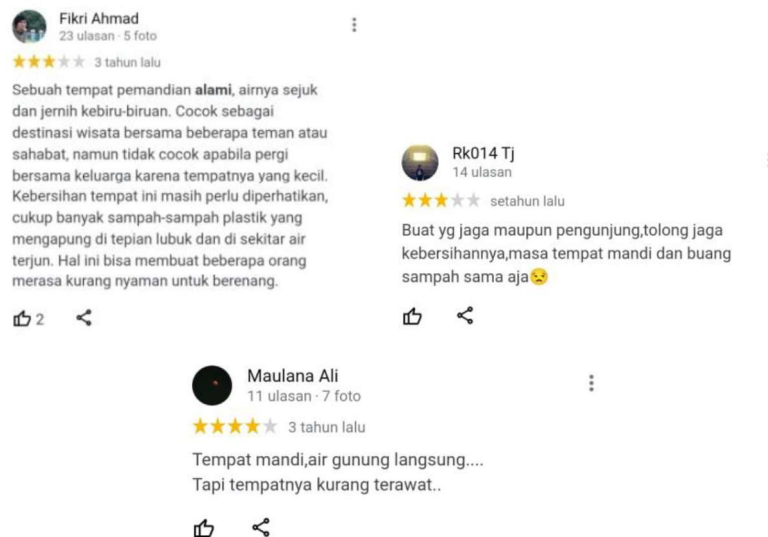 Fikri Ahmad
23 ulasan · 5 foto
3 tahun lalu
Sebuah tempat pemandian alami, airnya sejuk
dan jernih kebiru-biruan. Cocok sebagai
destinasi wisata bersama beberapa teman atau
sahabat, namun tidak cocok apabila pergi
bersama keluarga karena tempatnya yang kecil.
Kebersihan tempat ini masih perlu diperhatikan,
cukup banyak sampah-sampah plastik yang
mengapung di tepian lubuk dan di sekitar air
terjun. Hal ini bisa membuat beberapa orang
merasa kurang nyaman untuk berenang.
2
Rk014 Tj
14 ulasan
setahun lalu
Buat yg jaga maupun pengunjung,tolong jaga
kebersihannya,masa tempat mandi dan buang
sampah sama aja😒
Maulana Ali
11 ulasan · 7 foto
3 tahun lalu
Tempat mandi,air gunung langsung....
Tapi tempatnya kurang terawat..